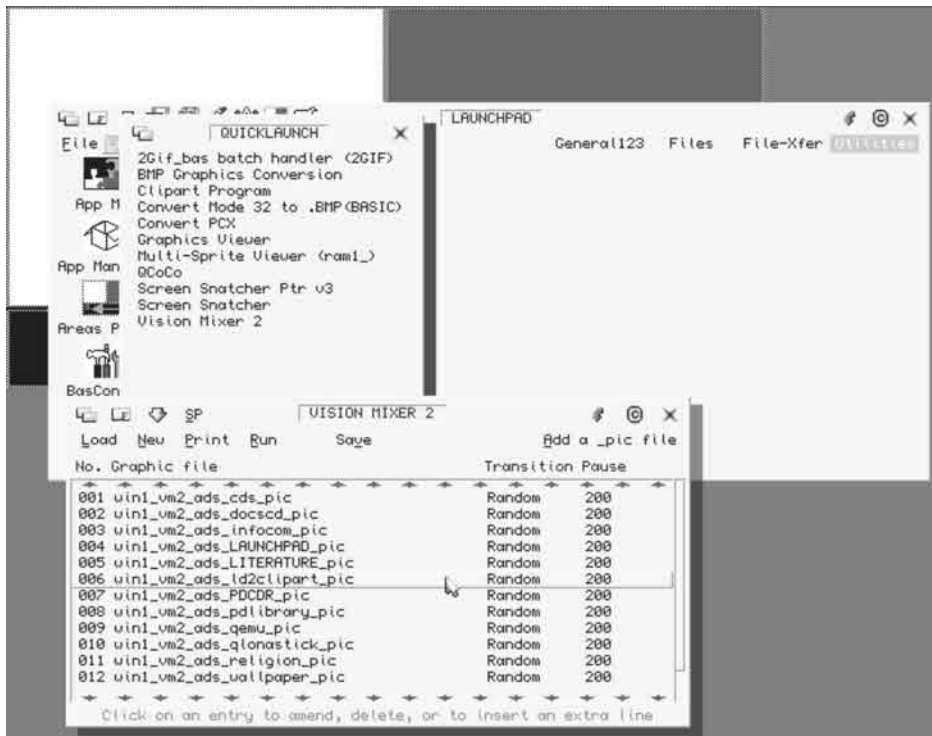 LAUNCHPAD
File
General123 Files File-Xfer Utilities
App M
App Man
Areas P
BasCon
QUICKLAUNCH
2Gif_bas batch handler (2GIF)
BMP Graphics Conversion
Clipart Program
Convert Mode 32 to .BMP(BASIC)
Convert PCX
Graphics Viewer
Multi-Sprite Viewer (ram1_)
QCoCo
Screen Snatcher Ptr v3
Screen Snatcher
Vision Mixer 2
SP VISION MIXER 2
Load New Print Run Save Add a _pic file
No. Graphic file Transition Pause
001 win1_vm2_ads_cds_pic Random 200
002 win1_vm2_ads_docscd_pic Random 200
003 win1_vm2_ads_infocom_pic Random 200
004 win1_vm2_ads_LAUNCHPAD_pic Random 200
005 win1_vm2_ads_LITERATURE_pic Random 200
006 win1_vm2_ads_ld2clipart_pic Random 200
007 win1_vm2_ads_PDCDR_pic Random 200
008 win1_vm2_ads_pdlibrary_pic Random 200
009 win1_vm2_ads_qemu_pic Random 200
010 win1_vm2_ads_qlonastick_pic Random 200
011 win1_vm2_ads_religion_pic Random 200
012 win1_vm2_ads_wallpaper_pic Random 200
Click on an entry to amend, delete, or to insert an extra line